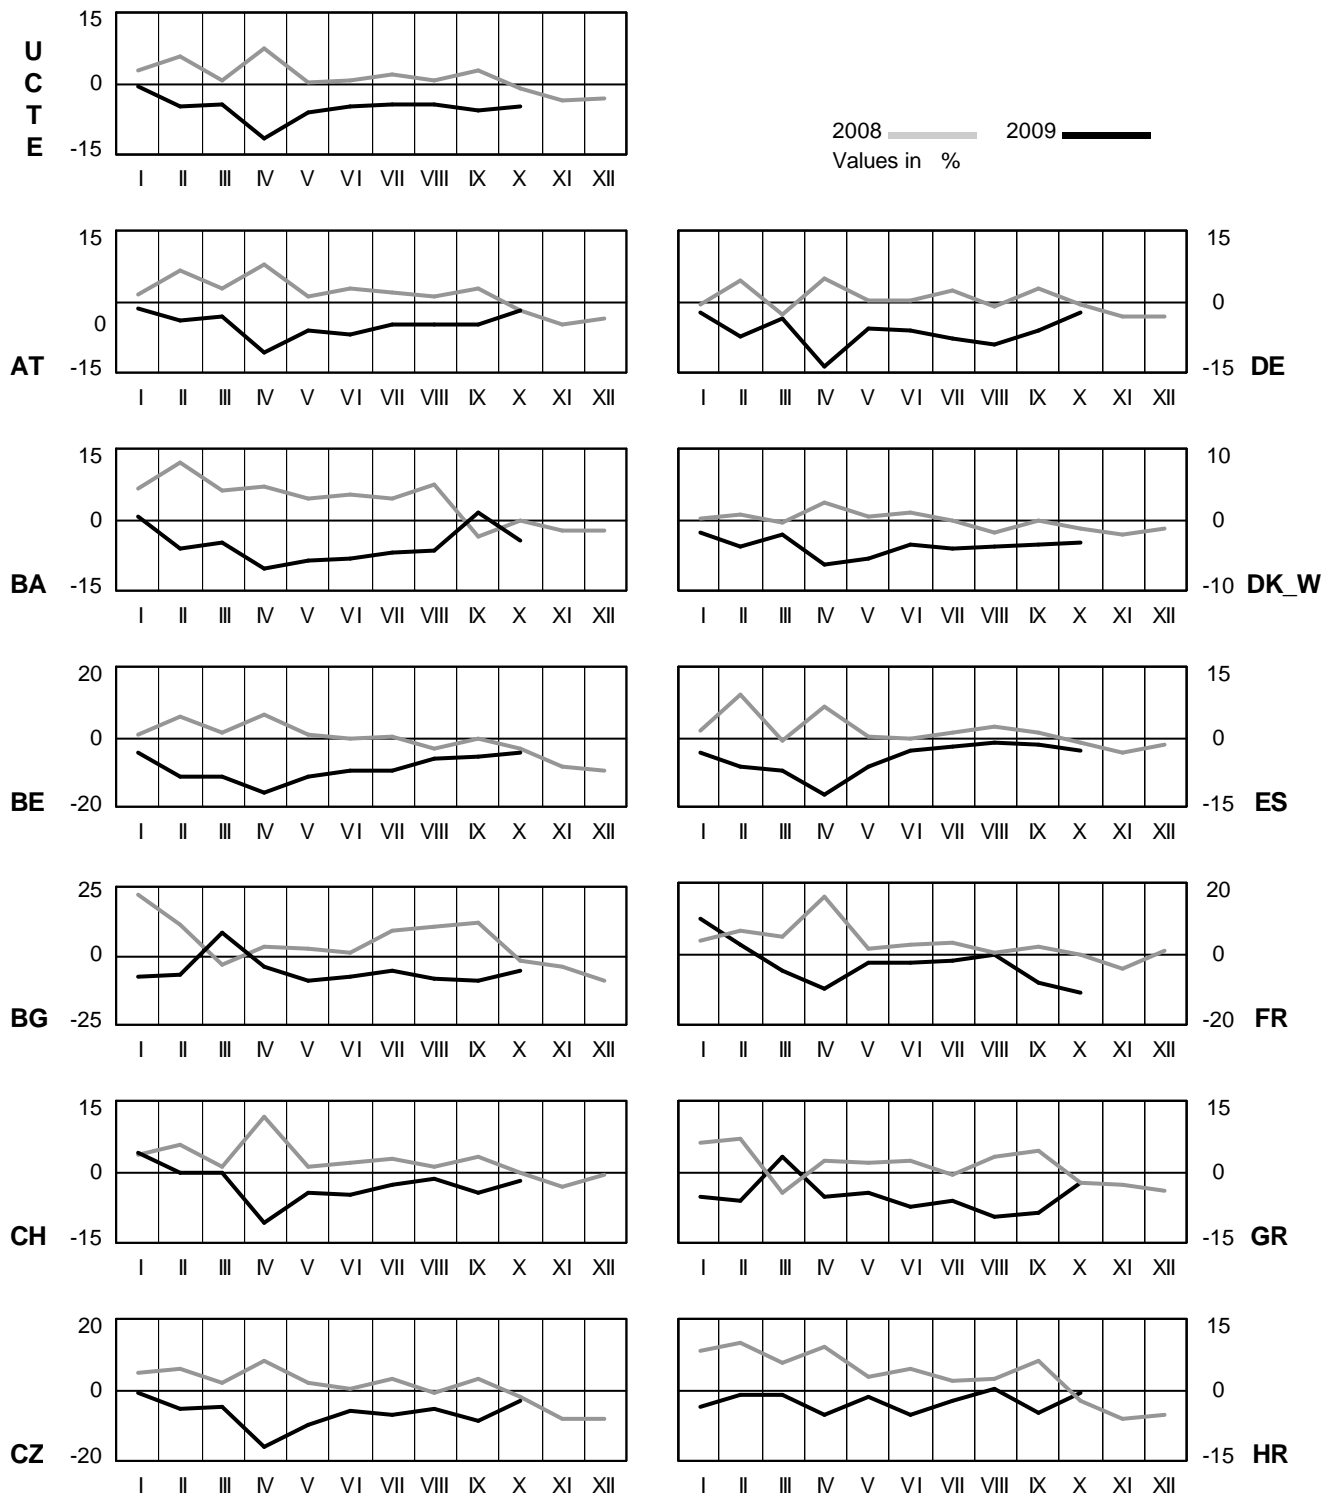 U
C
T
E
15
0
-15
I II III IV V VI VII VIII IX X XI XII
2008 2009
Values in %
AT
15
0
-15
I II III IV V VI VII VIII IX X XI XII
15
0
-15
DE
I II III IV V VI VII VIII IX X XI XII
BA
15
0
-15
I II III IV V VI VII VIII IX X XI XII
10
0
-10
DK_W
I II III IV V VI VII VIII IX X XI XII
BE
20
0
-20
I II III IV V VI VII VIII IX X XI XII
15
0
-15
ES
I II III IV V VI VII VIII IX X XI XII
BG
25
0
-25
I II III IV V VI VII VIII IX X XI XII
20
0
-20
FR
I II III IV V VI VII VIII IX X XI XII
CH
15
0
-15
I II III IV V VI VII VIII IX X XI XII
15
0
-15
GR
I II III IV V VI VII VIII IX X XI XII
CZ
20
0
-20
I II III IV V VI VII VIII IX X XI XII
15
0
-15
HR
I II III IV V VI VII VIII IX X XI XII